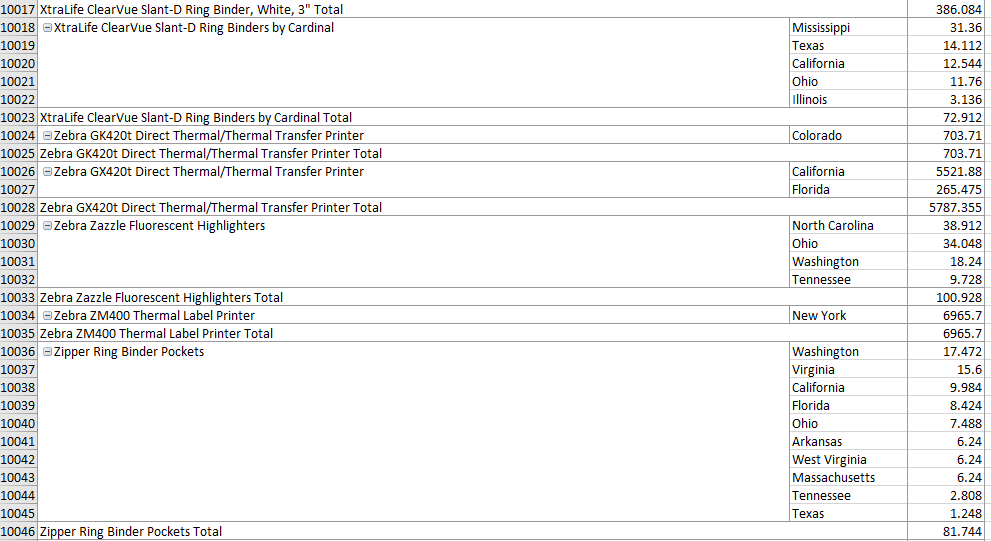 10017 XtraLife ClearVue Slant-D Ring Binder, White, 3" Total 386.084
10018 XtraLife ClearVue Slant-D Ring Binders by Cardinal Mississippi 31.36
10019 Texas 14.112
10020 California 12.544
10021 Ohio 11.76
10022 Illinois 3.136
10023 XtraLife ClearVue Slant-D Ring Binders by Cardinal Total 72.912
10024 Zebra GK420t Direct Thermal/Thermal Transfer Printer Colorado 703.71
10025 Zebra GK420t Direct Thermal/Thermal Transfer Printer Total 703.71
10026 Zebra GX420t Direct Thermal/Thermal Transfer Printer California 5521.88
10027 Florida 265.475
10028 Zebra GX420t Direct Thermal/Thermal Transfer Printer Total 5787.355
10029 Zebra Zazzle Fluorescent Highlighters North Carolina 38.912
10030 Ohio 34.048
10031 Washington 18.24
10032 Tennessee 9.728
10033 Zebra Zazzle Fluorescent Highlighters Total 100.928
10034 Zebra ZM400 Thermal Label Printer New York 6965.7
10035 Zebra ZM400 Thermal Label Printer Total 6965.7
10036 Zipper Ring Binder Pockets Washington 17.472
10037 Virginia 15.6
10038 California 9.984
10039 Florida 8.424
10040 Ohio 7.488
10041 Arkansas 6.24
10042 West Virginia 6.24
10043 Massachusetts 6.24
10044 Tennessee 2.808
10045 Texas 1.248
10046 Zipper Ring Binder Pockets Total 81.744